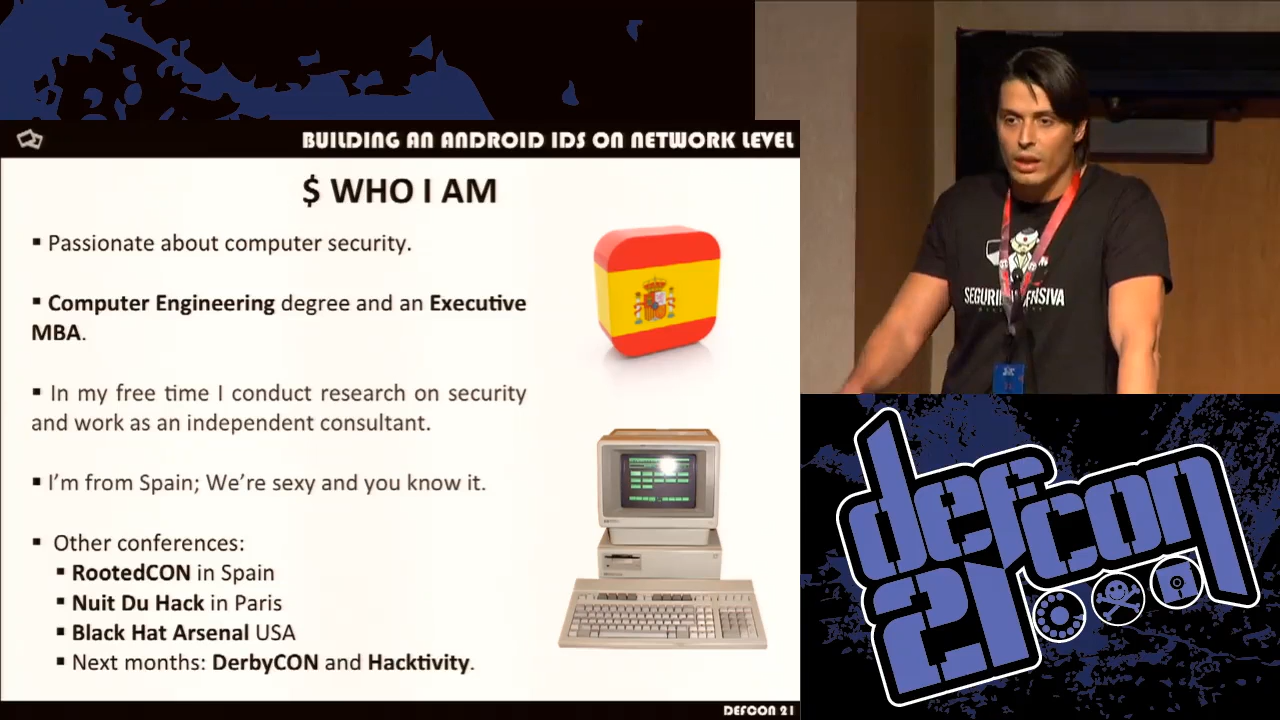 BUILDING AN ANDROID IDS ON NETWORK LEVEL
$ WHO I AM
▪ Passionate about computer security.
▪ Computer Engineering degree and an Executive
MBA.
▪ In my free time I conduct research on security
and work as an independent consultant.
▪ I'm from Spain; We're sexy and you know it.
▪ Other conferences:
▪ RootedCON in Spain
▪ Nuit Du Hack in Paris
▪ Black Hat Arsenal USA
▪ Next months: DerbyCON and Hacktivity.
DEFCON 21
defcon
21